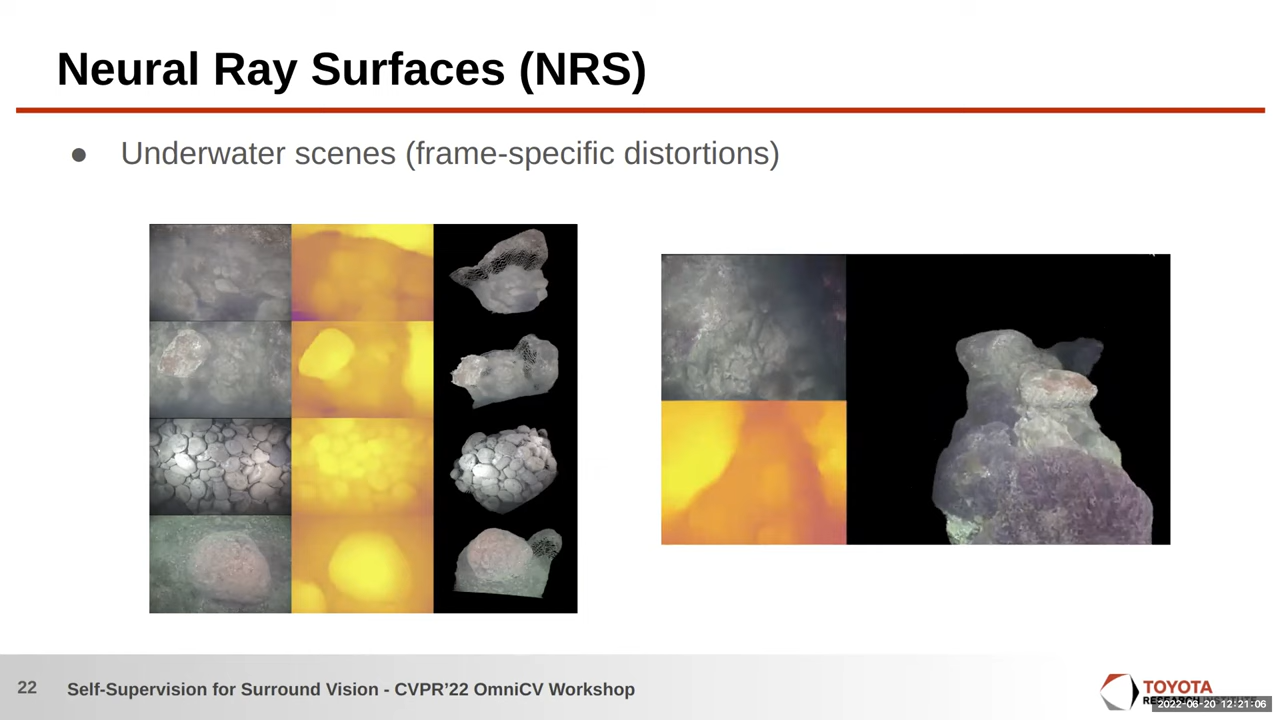 Neural Ray Surfaces (NRS)
● Underwater scenes (frame-specific distortions)
22
Self-Supervision for Surround Vision - CVPR’22 OmniCV Workshop
TOYOTA
2022-06-20 12:21:06